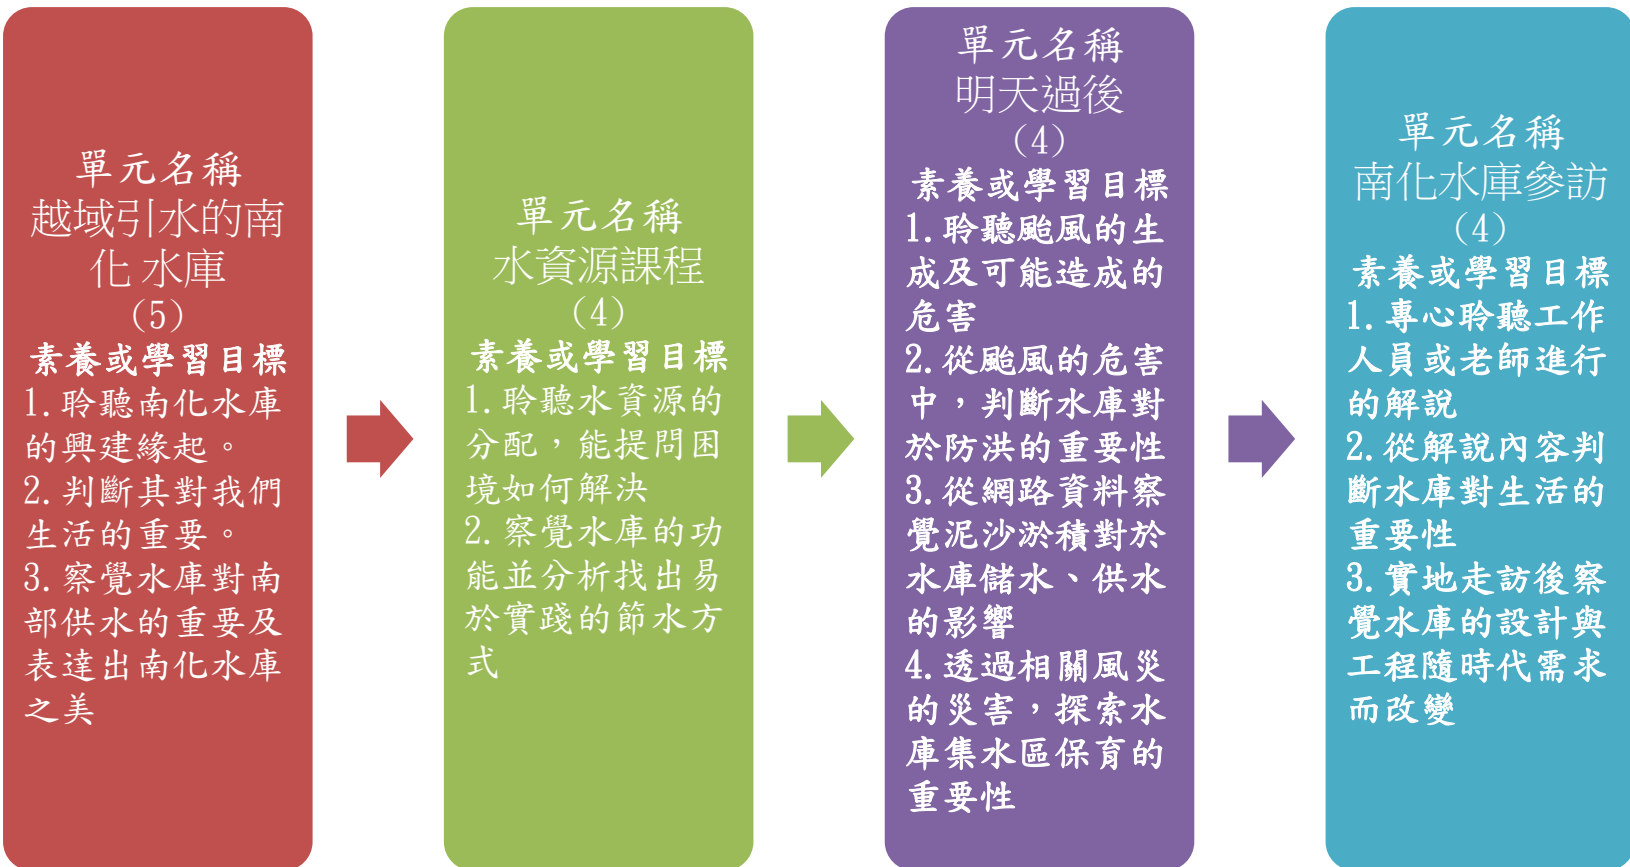 單元名稱
越域引水的南
化 水庫
(5)
素養或學習目標
1.聆聽南化水庫
的興建緣起。
2.判斷其對我們
生活的重要。
3.察覺水庫對南
部供水的重要及
表達出南化水庫
之美
單元名稱
水資源課程
(4)
素養或學習目標
1.聆聽水資源的
分配，能提問困
境如何解決
2.察覺水庫的功
能並分析找出易
於實踐的節水方
式
單元名稱
明天過後
(4)
素養或學習目標
1.聆聽颱風的生
成及可能造成的
危害
2.從颱風的危害
中，判斷水庫對
於防洪的重要性
3.從網路資料察
覺泥沙淤積對於
水庫儲水、供水
的影響
4.透過相關風災
的災害，探索水
庫集水區保育的
重要性
單元名稱
南化水庫參訪
(4)
素養或學習目標
1.專心聆聽工作
人員或老師進行
的解說
2.從解說內容判
斷水庫對生活的
重要性
3.實地走訪後察
覺水庫的設計與
工程隨時代需求
而改變